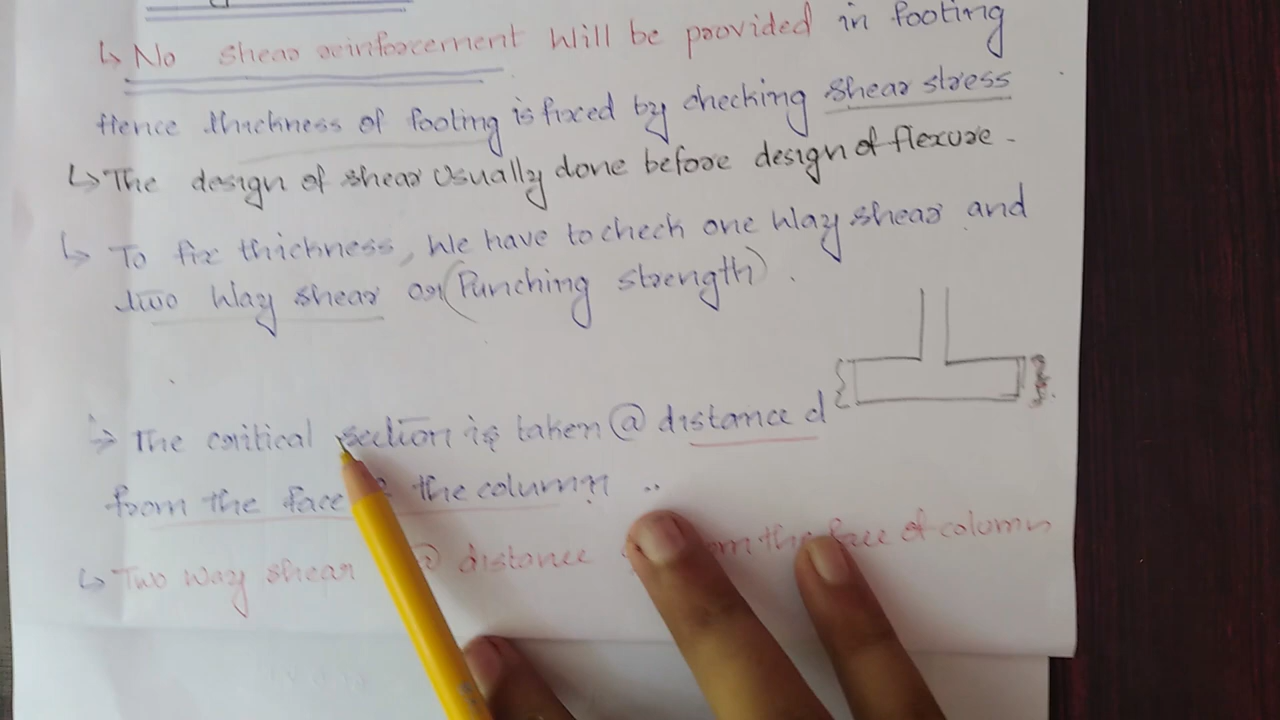 ↳ No shear reinforcement will be provided in footing
Hence thickness of footing is fixed by checking shear stress
↳ The design of shear usually done before design of flexure -
↳ To fix thickness, We have to check one Way shear and
two Way shear or (Punching strength) .
↳ The critical section is taken @ distance d
from the face the column ..
↳ Two way shear @ distance the face of column